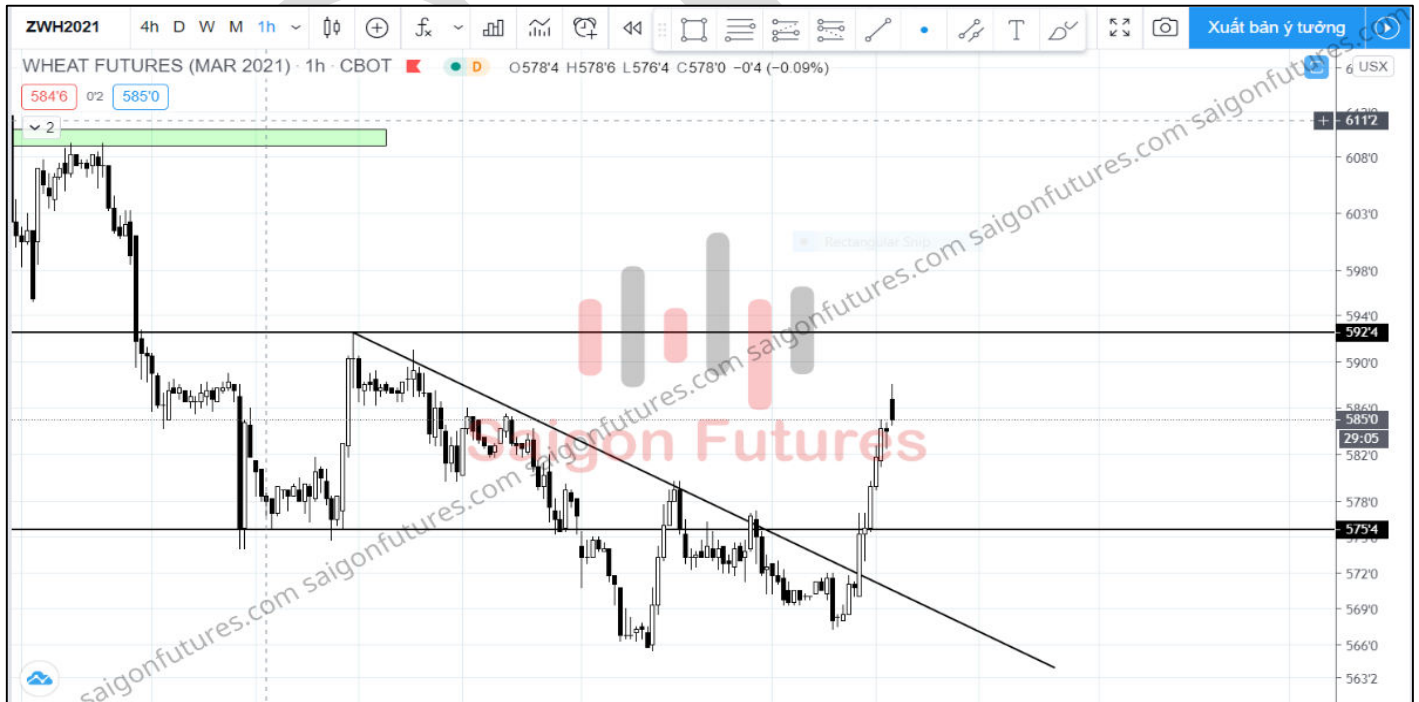 ZWH2021 4h D W M 1h fx T Xuất bản ý tưởng
WHEAT FUTURES (MAR 2021) · 1h · CBOT D O578'4 H578'6 L576'4 C578'0 −0'4 (−0.09%)
USX
584'6 0'2 585'0
2
611'2
608'0
603'0
Rectangular Snip
598'0
594'0
592'4
590'0
586'0
585'0
29:05
Saigon Futures
582'0
578'0
575'4
572'0
569'0
566'0
563'2
saigonfutures.com saigonfutures.com saigonfutures.com saigonfutures.com saigonfutures.com saigonfutures.com